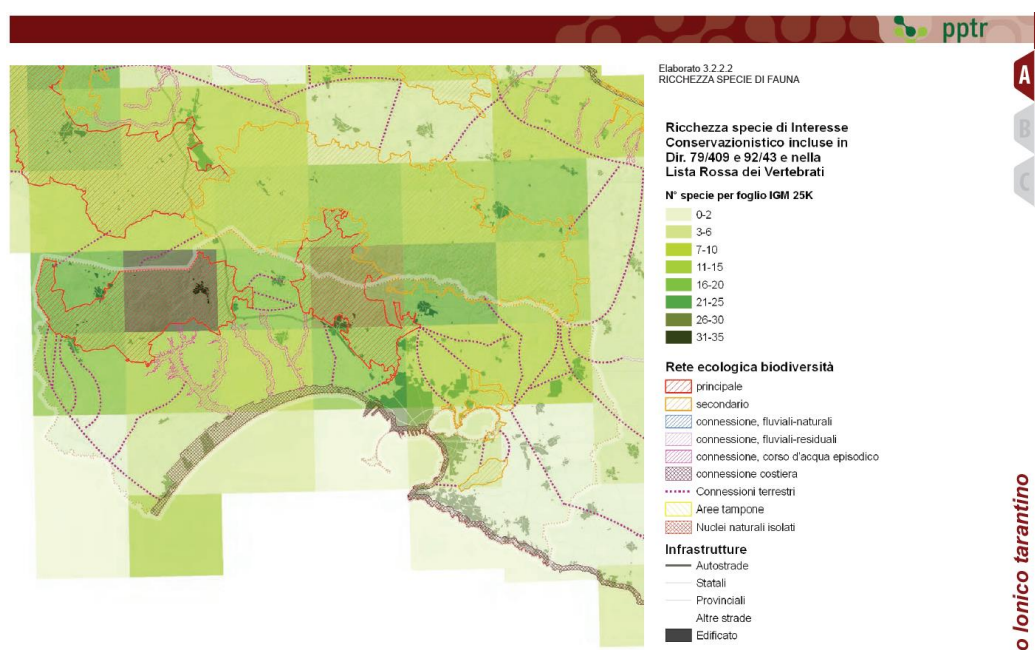 pptr
Elaborato 3.2.2.2
RICCHEZZA SPECIE DI FAUNA
A
B
C
Ricchezza specie di Interesse
Conservazionistico incluse in
Dir. 79/409 e 92/43 e nella
Lista Rossa dei Vertebrati
N° specie per foglio IGM 25K
0-2
3-6
7-10
11-15
16-20
21-25
26-30
31-35
Rete ecologica biodiversità
principale
secondario
connessione, fluviali-naturali
connessione, fluviali-residuali
connessione, corso d'acqua episodico
connessione costiera
Connessioni terrestri
Aree tampone
Nuclei naturali isolati
Infrastrutture
Autostrade
Statali
Provinciali
Altre strade
Edificato
o Ionico tarantino